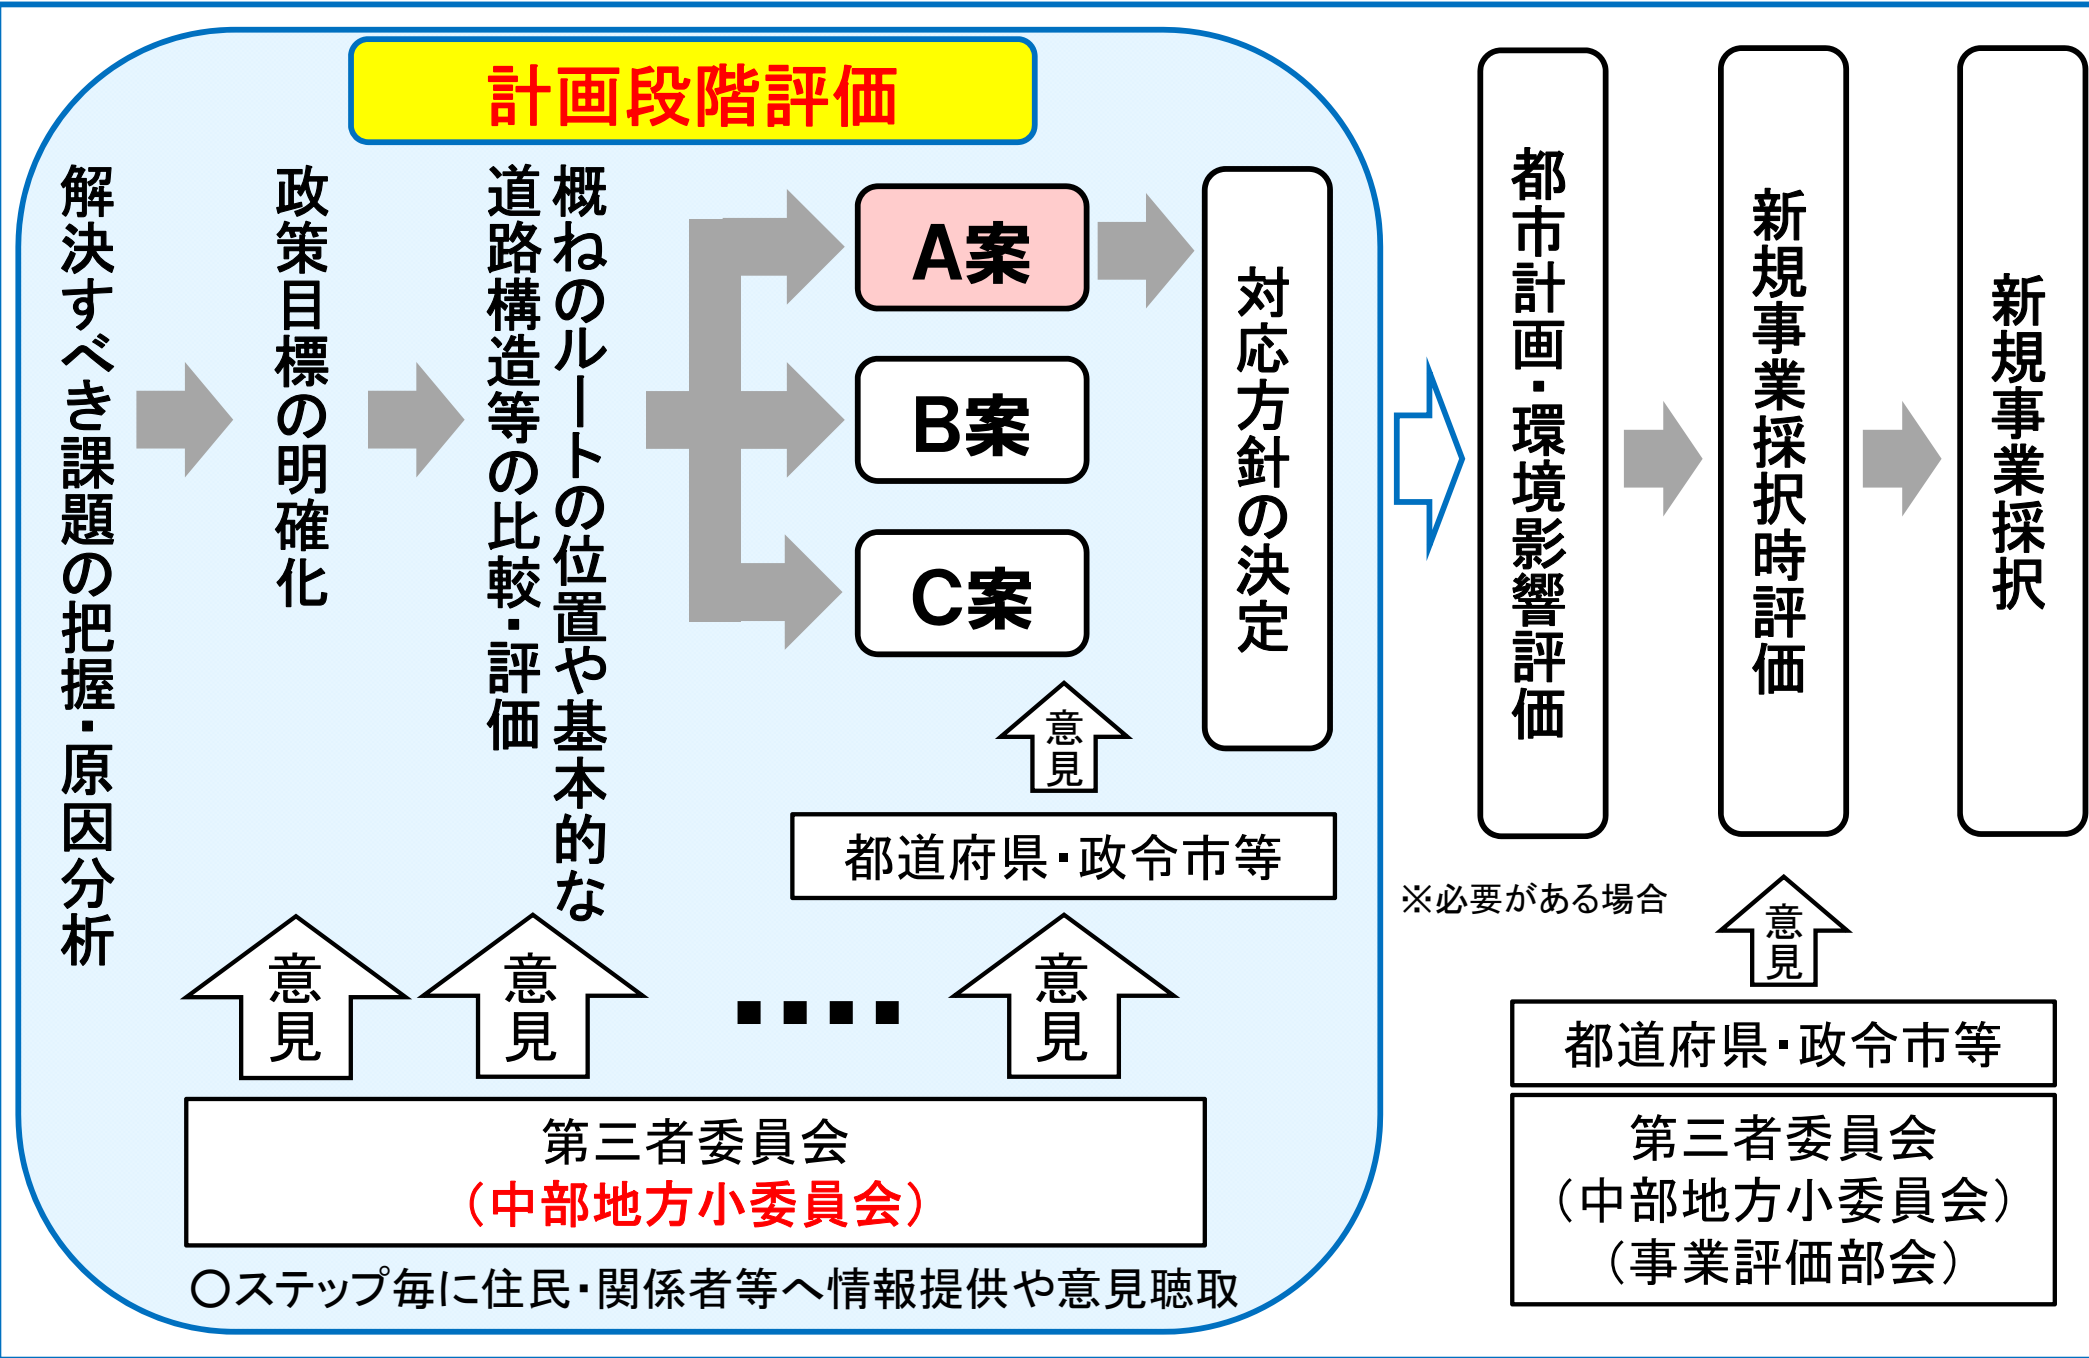 計画段階評価
解決すべき課題の把握・原因分析
政策目標の明確化
概ねのルートの位置や基本的な
道路構造等の比較・評価
A案
B案
C案
対応方針の決定
意見
都道府県・政令市等
意見
意見
・・・・
意見
第三者委員会
（中部地方小委員会）
〇ステップ毎に住民・関係者等へ情報提供や意見聴取
都市計画・環境影響評価
※必要がある場合
新規事業採択時評価
新規事業採択
意見
都道府県・政令市等
第三者委員会
（中部地方小委員会）
（事業評価部会）